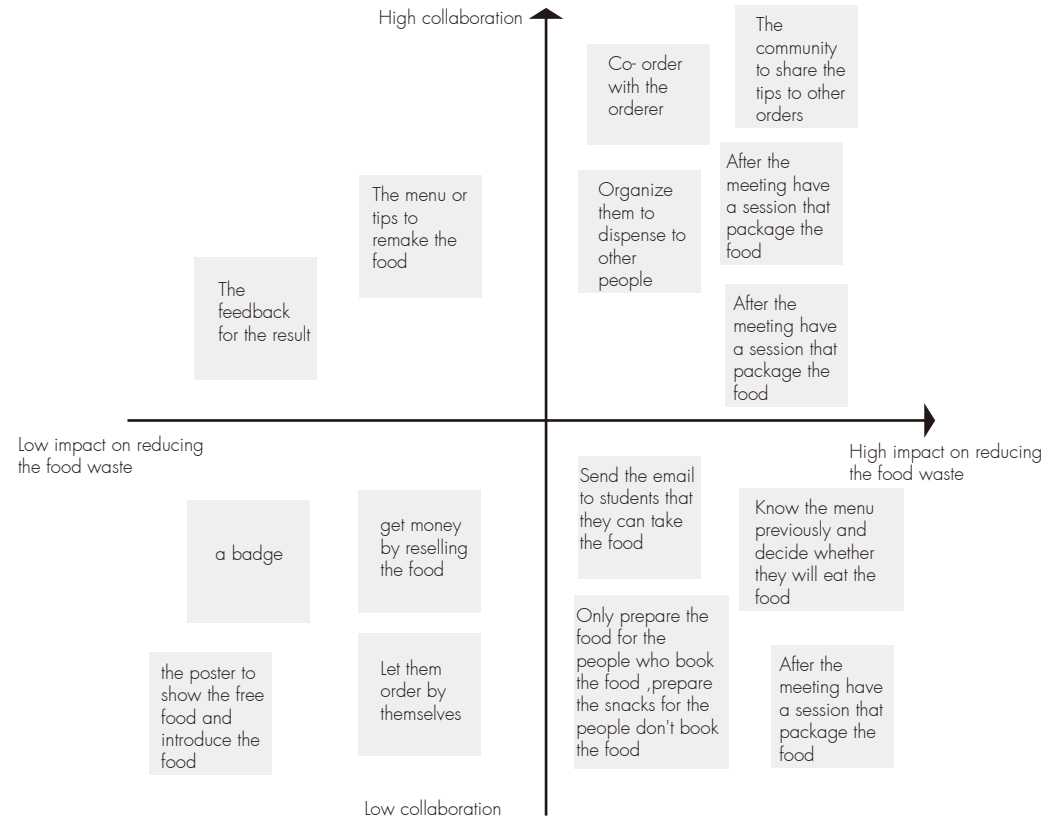 High collaboration
The
community
to share the
tips to other
orders
Co- order
with the
orderer
After the
meeting have
a session that
package the
food
The menu or
tips to
remake the
food
Organize
them to
dispense to
other
people
The
feedback
for the result
After the
meeting have
a session that
package the
food
Low impact on reducing
the food waste
High impact on reducing
the food waste
Send the email
to students that
they can take
the food
Know the menu
previously and
decide whether
they will eat the
food
a badge
get money
by reselling
the food
Only prepare the
food for the
people who book
the food ,prepare
the snacks for the
people don't book
the food
the poster to
show the free
food and
introduce the
food
Let them
order by
themselves
After the
meeting have
a session that
package the
food
Low collaboration